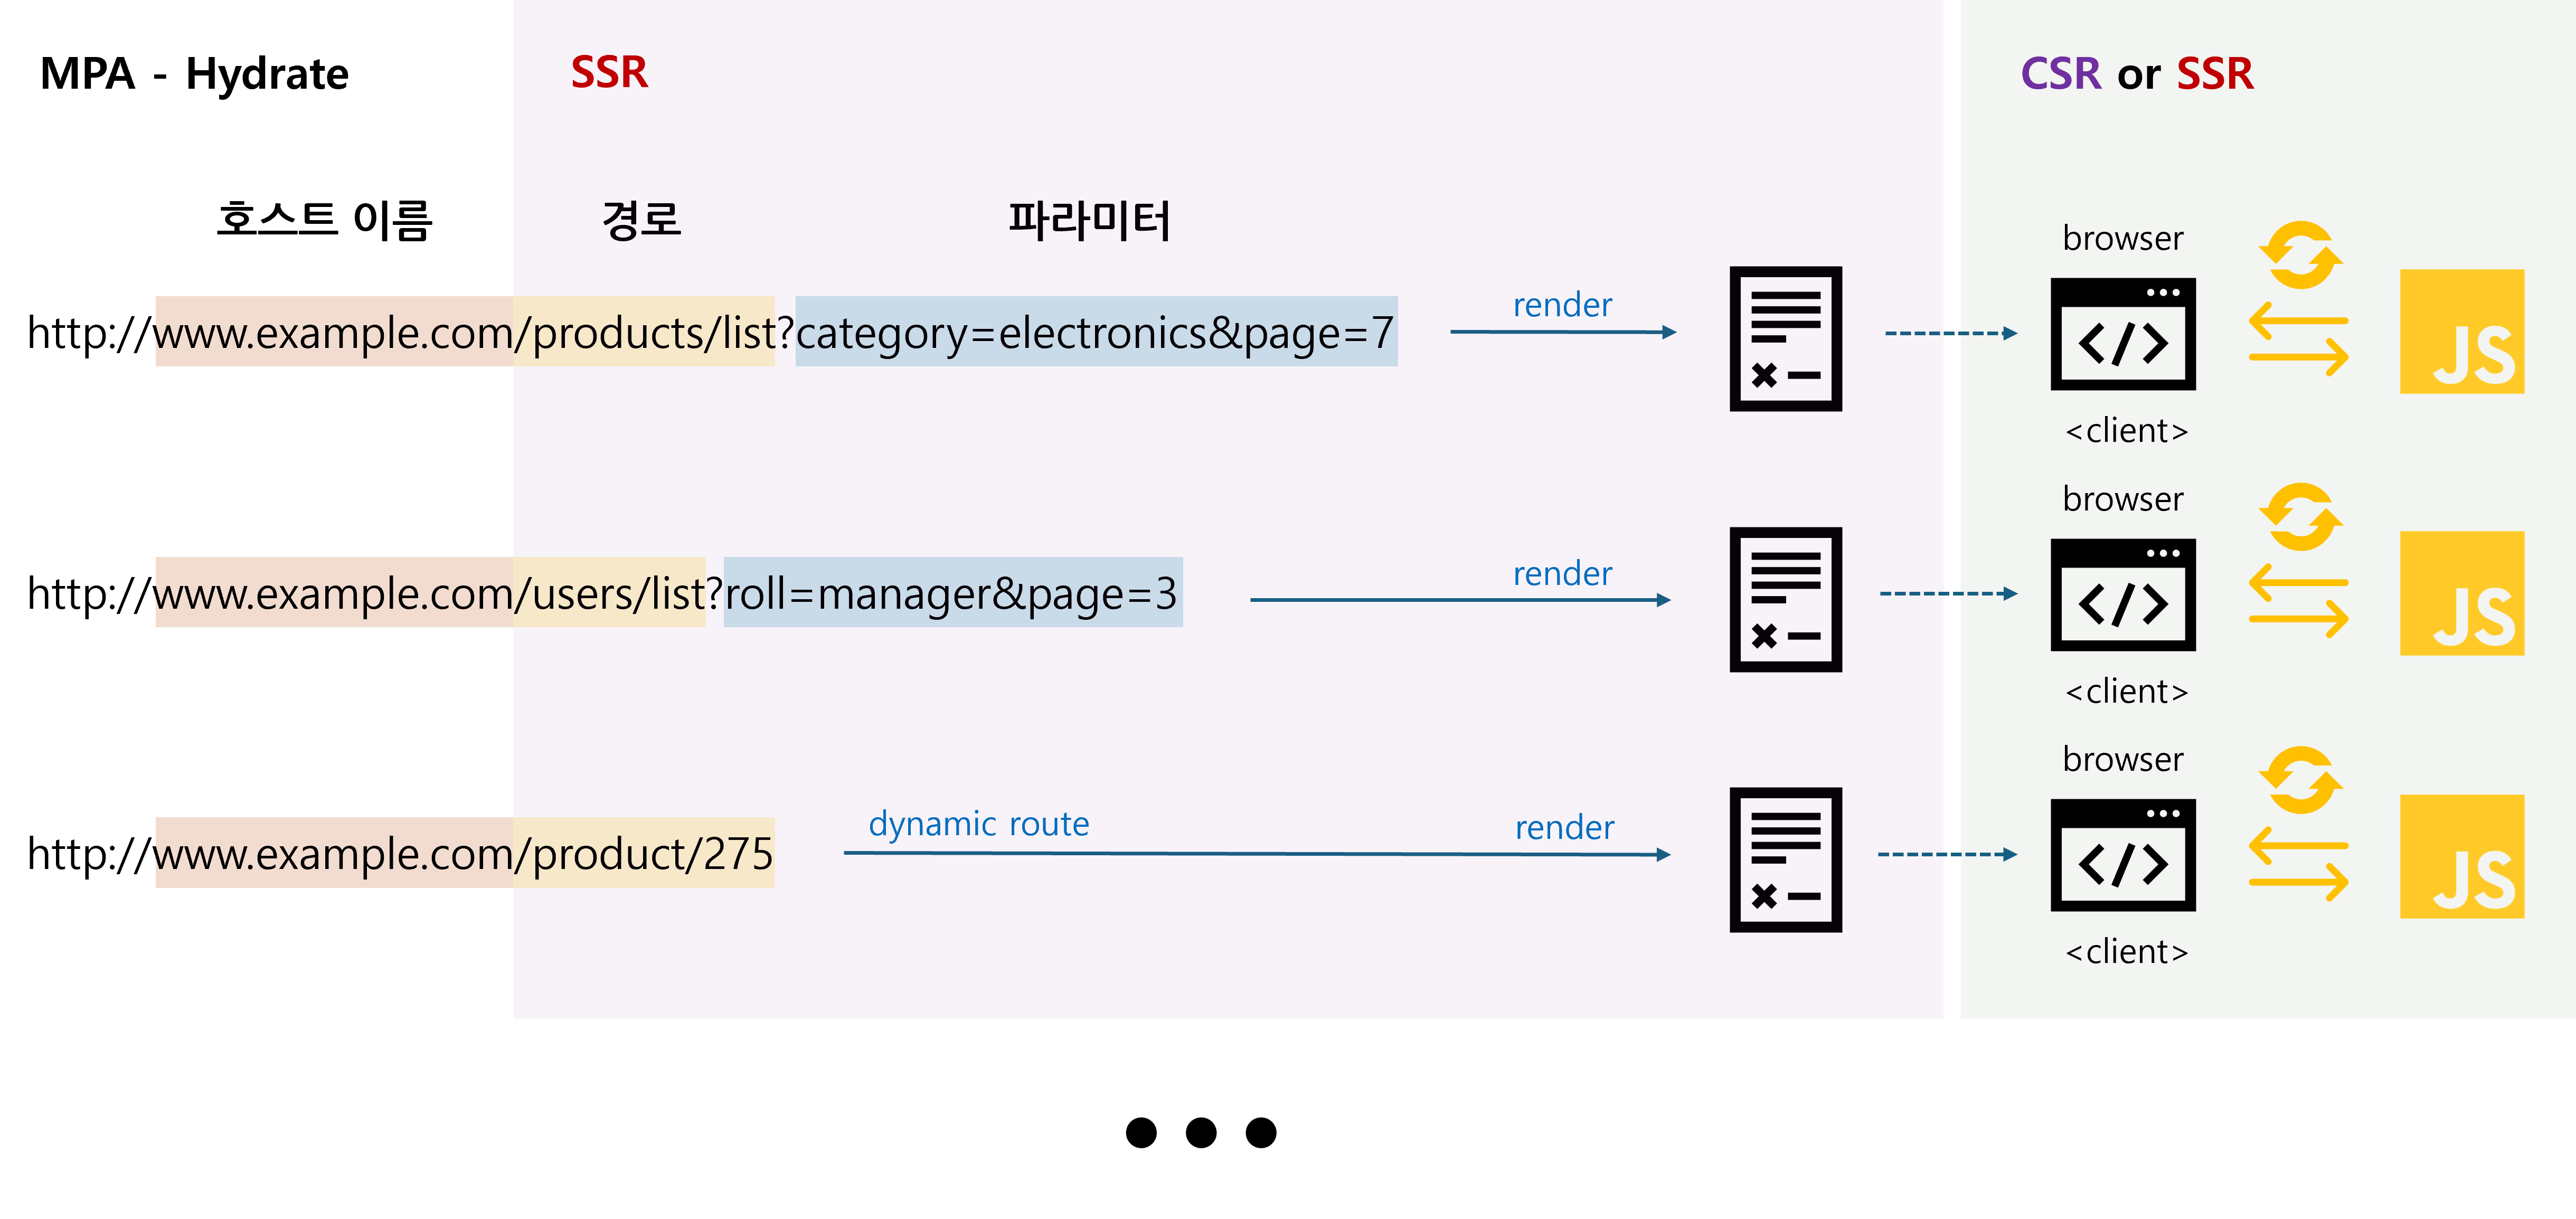 MPA - Hydrate
SSR
CSR or SSR
호스트 이름
경로
파라미터
http://www.example.com/products/list?category=electronics&page=7
render
browser
<client>
JS
http://www.example.com/users/list?roll=manager&page=3
render
browser
<client>
JS
http://www.example.com/product/275
dynamic route
render
browser
<client>
JS